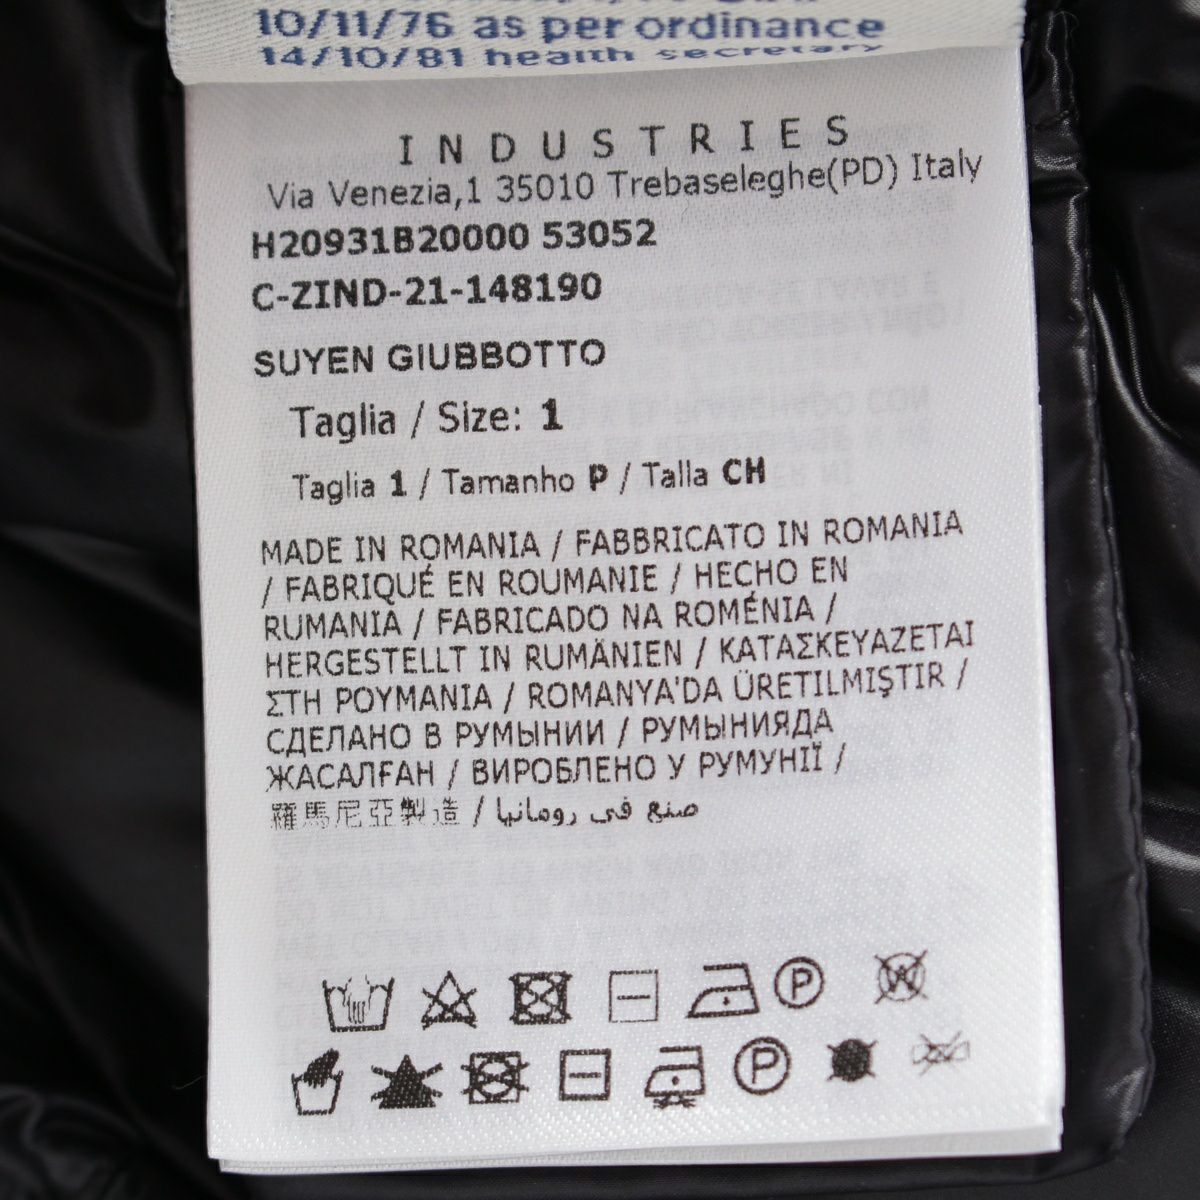 10/11/76 as per ordinance
14/10/81 health secretary
INDUSTRIES
Via Venezia,1 35010 Trebaseleghe(PD) Italy
H20931B20000 53052
C-ZIND-21-148190
SUYEN GIUBBOTTO
Taglia / Size: 1
Taglia 1 / Tamanho P / Talla CH
MADE IN ROMANIA / FABBRICATO IN ROMANIA
/ FABRIQUÉ EN ROUMANIE / HECHO EN
RUMANIA / FABRICADO NA ROMÉNIA /
HERGESTELLT IN RUMÄNIEN / ΚΑΤΑΣΚΕΥΑΖΕΤΑΙ
ΣΤΗ ΡΟΥΜΑΝΙΑ / ROMANYA'DA ÜRETILMIŞTIR /
СДЕЛАНО В РУМЫНИИ / РУМЫНИЯДА
ЖАСАЛҒАН / ВИРОБЛЕНО У РУМУНІЇ /
羅馬尼亞製造 / صنع في رومانيا
P W
P